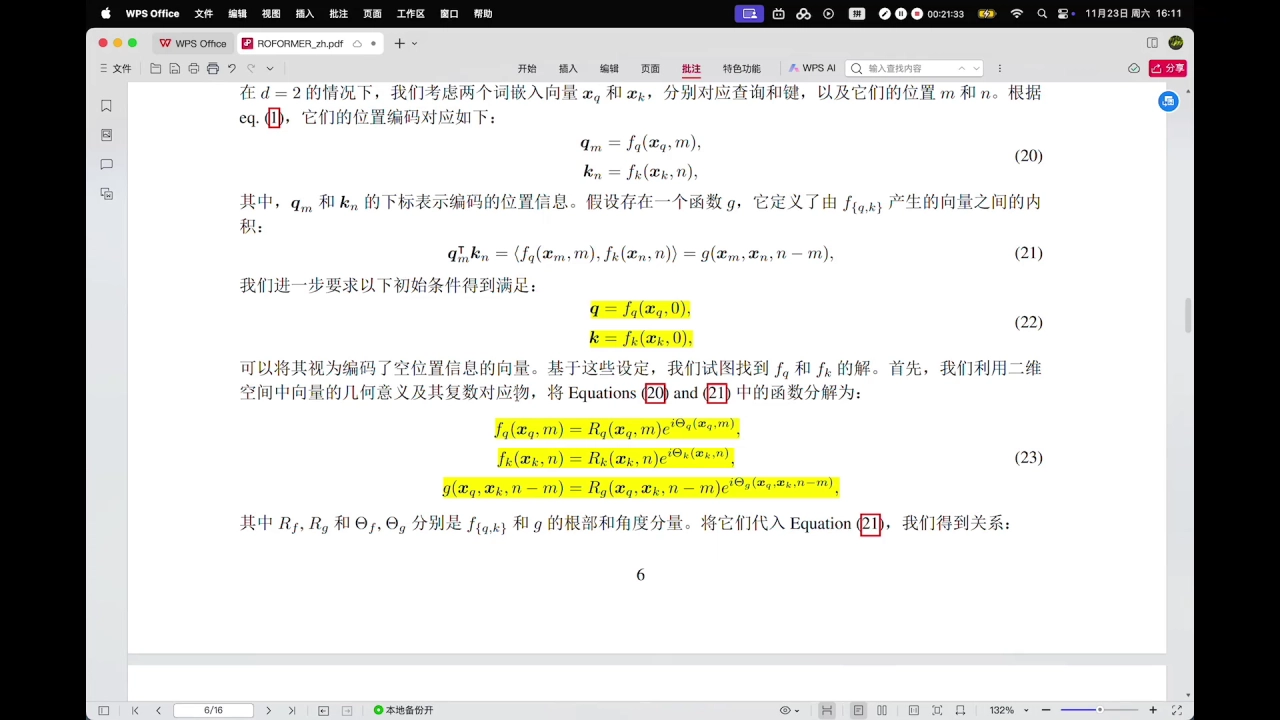 WPS Office 文件 编辑 视图 插入 批注 页面 工作区 窗口 帮助 拼 00:21:33 11月23日 周六 16:11
WPS Office ROFORMER_zh.pdf
文件 开始 插入 编辑 页面 批注 特色功能 WPS AI 输入查找内容 分享
在 d = 2 的情况下，我们考虑两个词嵌入向量 x_q 和 x_k，分别对应查询和键，以及它们的位置 m 和 n。根据
eq. (1)，它们的位置编码对应如下：
q_m = f_q(x_q, m),
k_n = f_k(x_k, n),
(20)
其中，q_m 和 k_n 的下标表示编码的位置信息。假设存在一个函数 g，它定义了由 f_{q,k} 产生的向量之间的内
积：
q_m^⊺ k_n = ⟨f_q(x_m, m), f_k(x_n, n)⟩ = g(x_m, x_n, n − m), (21)
我们进一步要求以下初始条件得到满足：
q = f_q(x_q, 0),
k = f_k(x_k, 0),
(22)
可以将其视为编码了空位置信息的向量。基于这些设定，我们试图找到 f_q 和 f_k 的解。首先，我们利用二维
空间中向量的几何意义及其复数对应物，将 Equations (20) and (21) 中的函数分解为：
f_q(x_q, m) = R_q(x_q, m)e^{iΘ_q(x_q,m)},
f_k(x_k, n) = R_k(x_k, n)e^{iΘ_k(x_k,n)},
g(x_q, x_k, n − m) = R_g(x_q, x_k, n − m)e^{iΘ_g(x_q,x_k,n−m)},
(23)
其中 R_f, R_g 和 Θ_f, Θ_g 分别是 f_{q,k} 和 g 的根部和角度分量。将它们代入 Equation (21)，我们得到关系：
6
6/16 本地备份开 132%